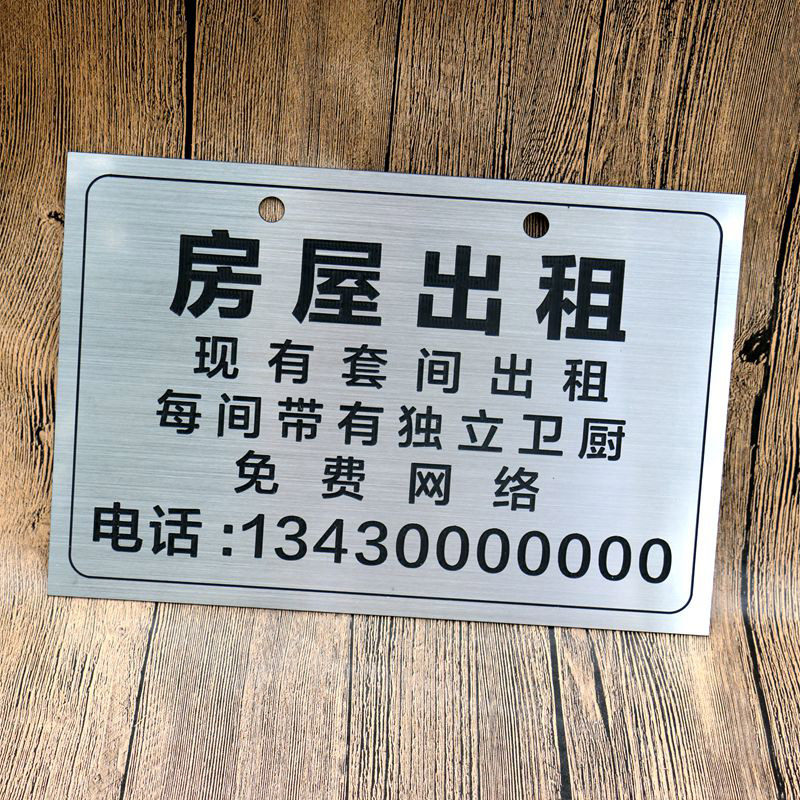 房屋出租
现有套间出租
每间带有独立卫厨
免费网络
电话:13430000000